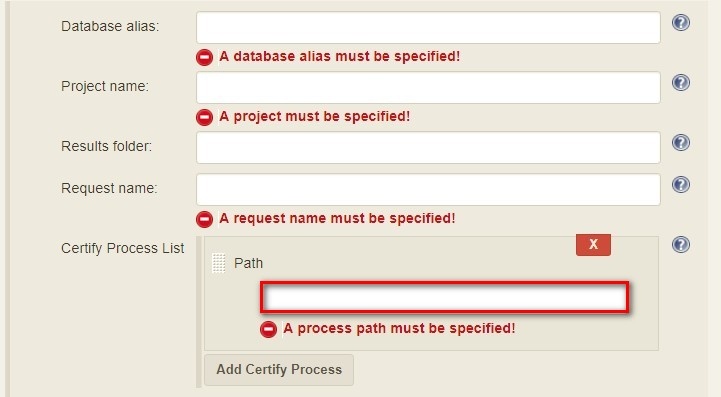 Database alias:
A database alias must be specified!
Project name:
A project must be specified!
Results folder:
Request name:
A request name must be specified!
Certify Process List
X
Path
A process path must be specified!
Add Certify Process